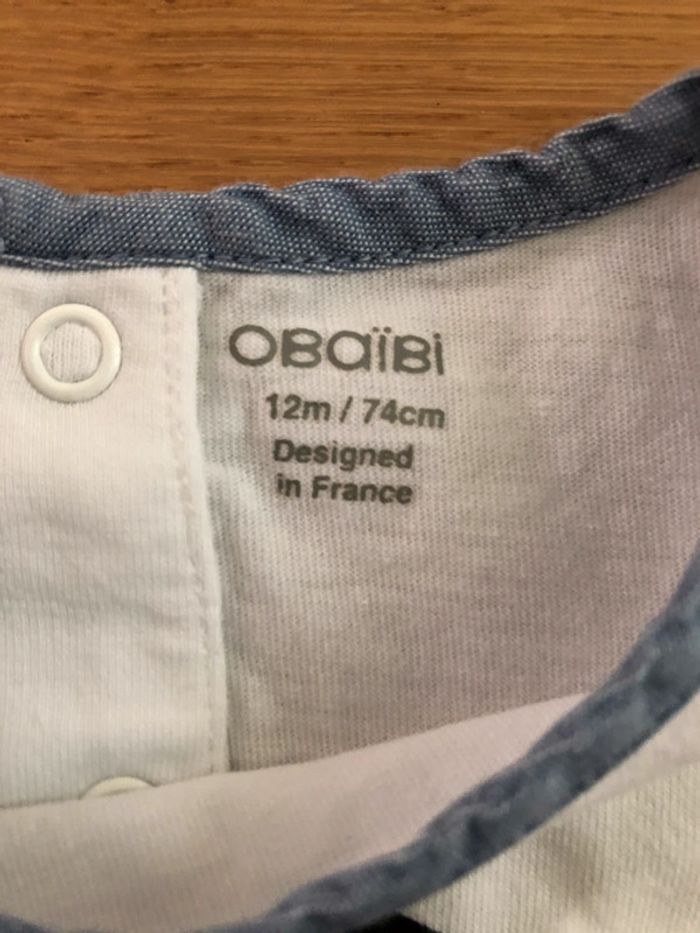 OBaïBi
12m / 74cm
Designed
in France